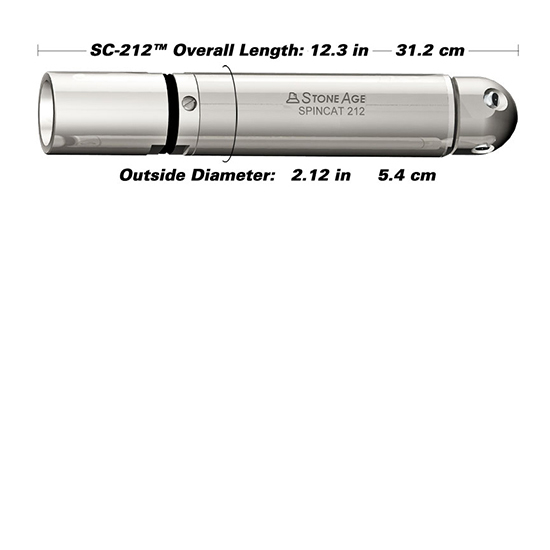 SC-212™ Overall Length: 12.3 in — 31.2 cm
STONEAGE
SPINCAT 212
Outside Diameter: 2.12 in 5.4 cm